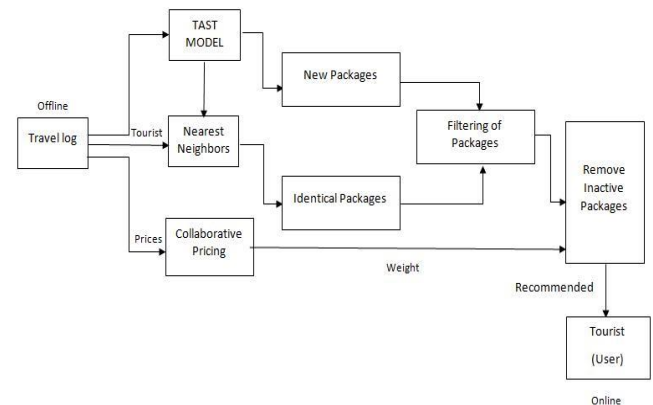 TAST
MODEL
New Packages
Offline
Travel log
Tourist
Nearest
Neighbors
Filtering of
Packages
Identical Packages
Remove
Inactive
Packages
Prices
Collaborative
Pricing
Weight
Recommended
Tourist
(User)
Online